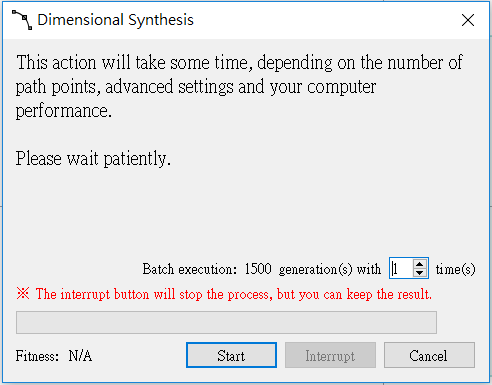 Dimensional Synthesis
This action will take some time, depending on the number of
path points, advanced settings and your computer
performance.
Please wait patiently.
Batch execution: 1500 generation(s) with 1 time(s)
※ The interrupt button will stop the process, but you can keep the result.
Fitness: N/A Start Interrupt Cancel